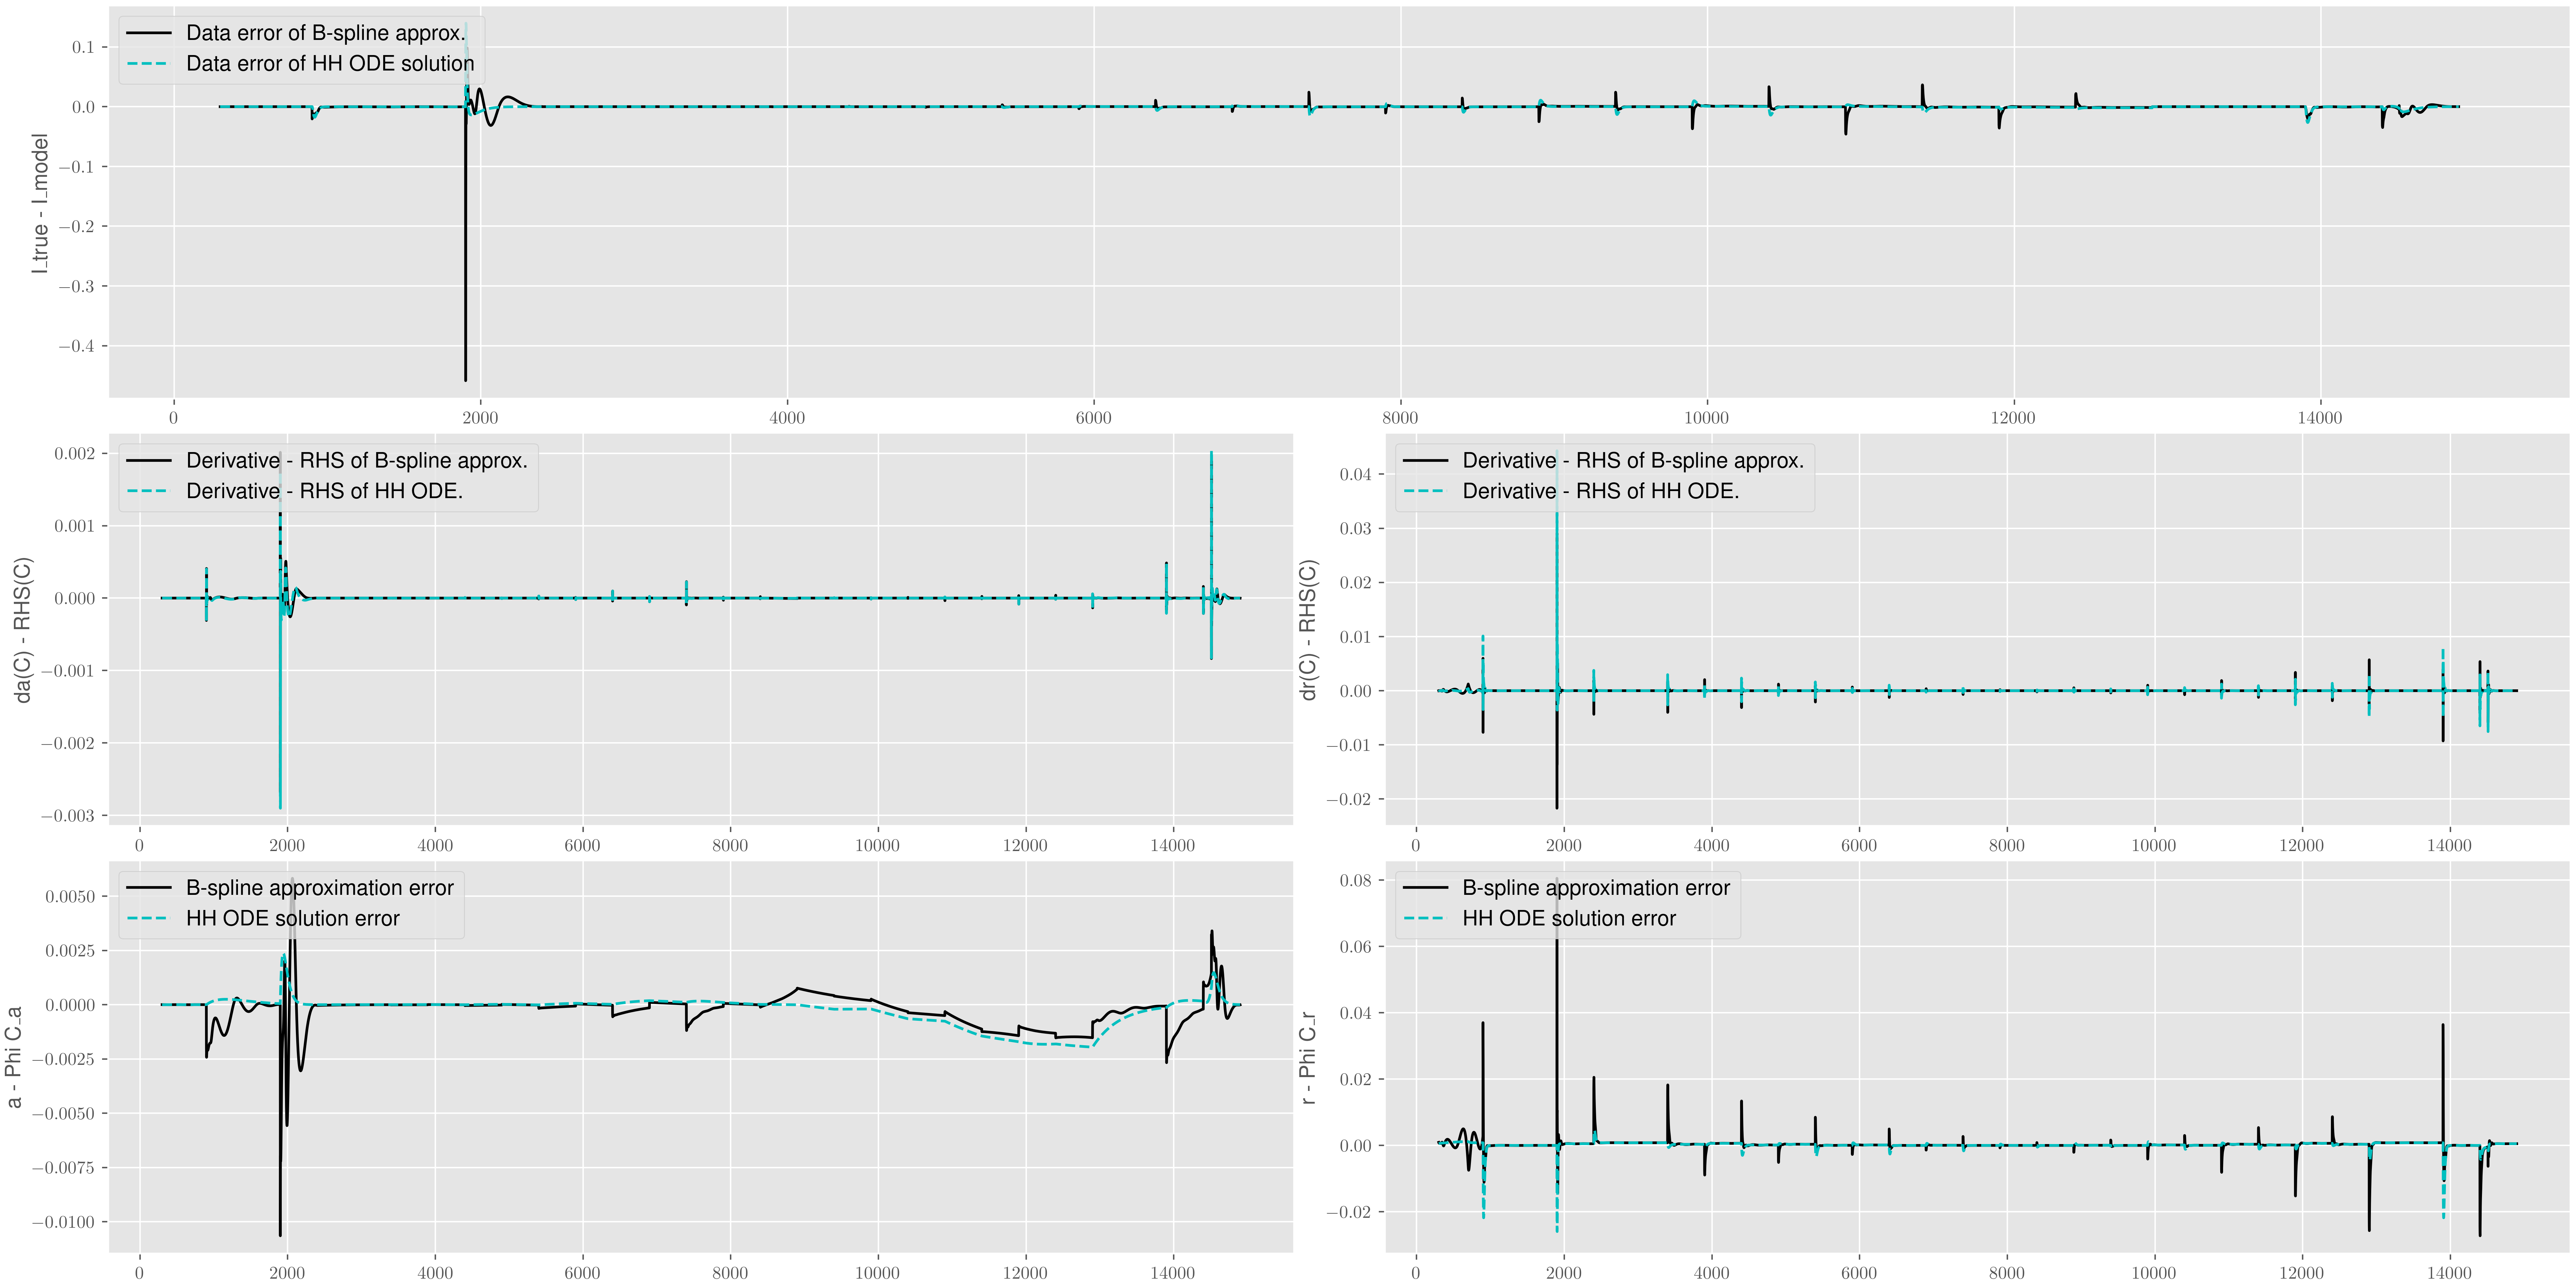 Data error of B-spline approx.
Data error of HH ODE solution
I_true - I_model
0.1
0.0
−0.1
−0.2
−0.3
−0.4
0 2000 4000 6000 8000 10000 12000 14000
Derivative - RHS of B-spline approx.
Derivative - RHS of HH ODE.
da(C) - RHS(C)
0.002
0.001
0.000
−0.001
−0.002
−0.003
0 2000 4000 6000 8000 10000 12000 14000
Derivative - RHS of B-spline approx.
Derivative - RHS of HH ODE.
dr(C) - RHS(C)
0.04
0.03
0.02
0.01
0.00
−0.01
−0.02
0 2000 4000 6000 8000 10000 12000 14000
B-spline approximation error
HH ODE solution error
a - Phi C_a
0.0050
0.0025
0.0000
−0.0025
−0.0050
−0.0075
−0.0100
0 2000 4000 6000 8000 10000 12000 14000
B-spline approximation error
HH ODE solution error
r - Phi C_r
0.08
0.06
0.04
0.02
0.00
−0.02
0 2000 4000 6000 8000 10000 12000 14000